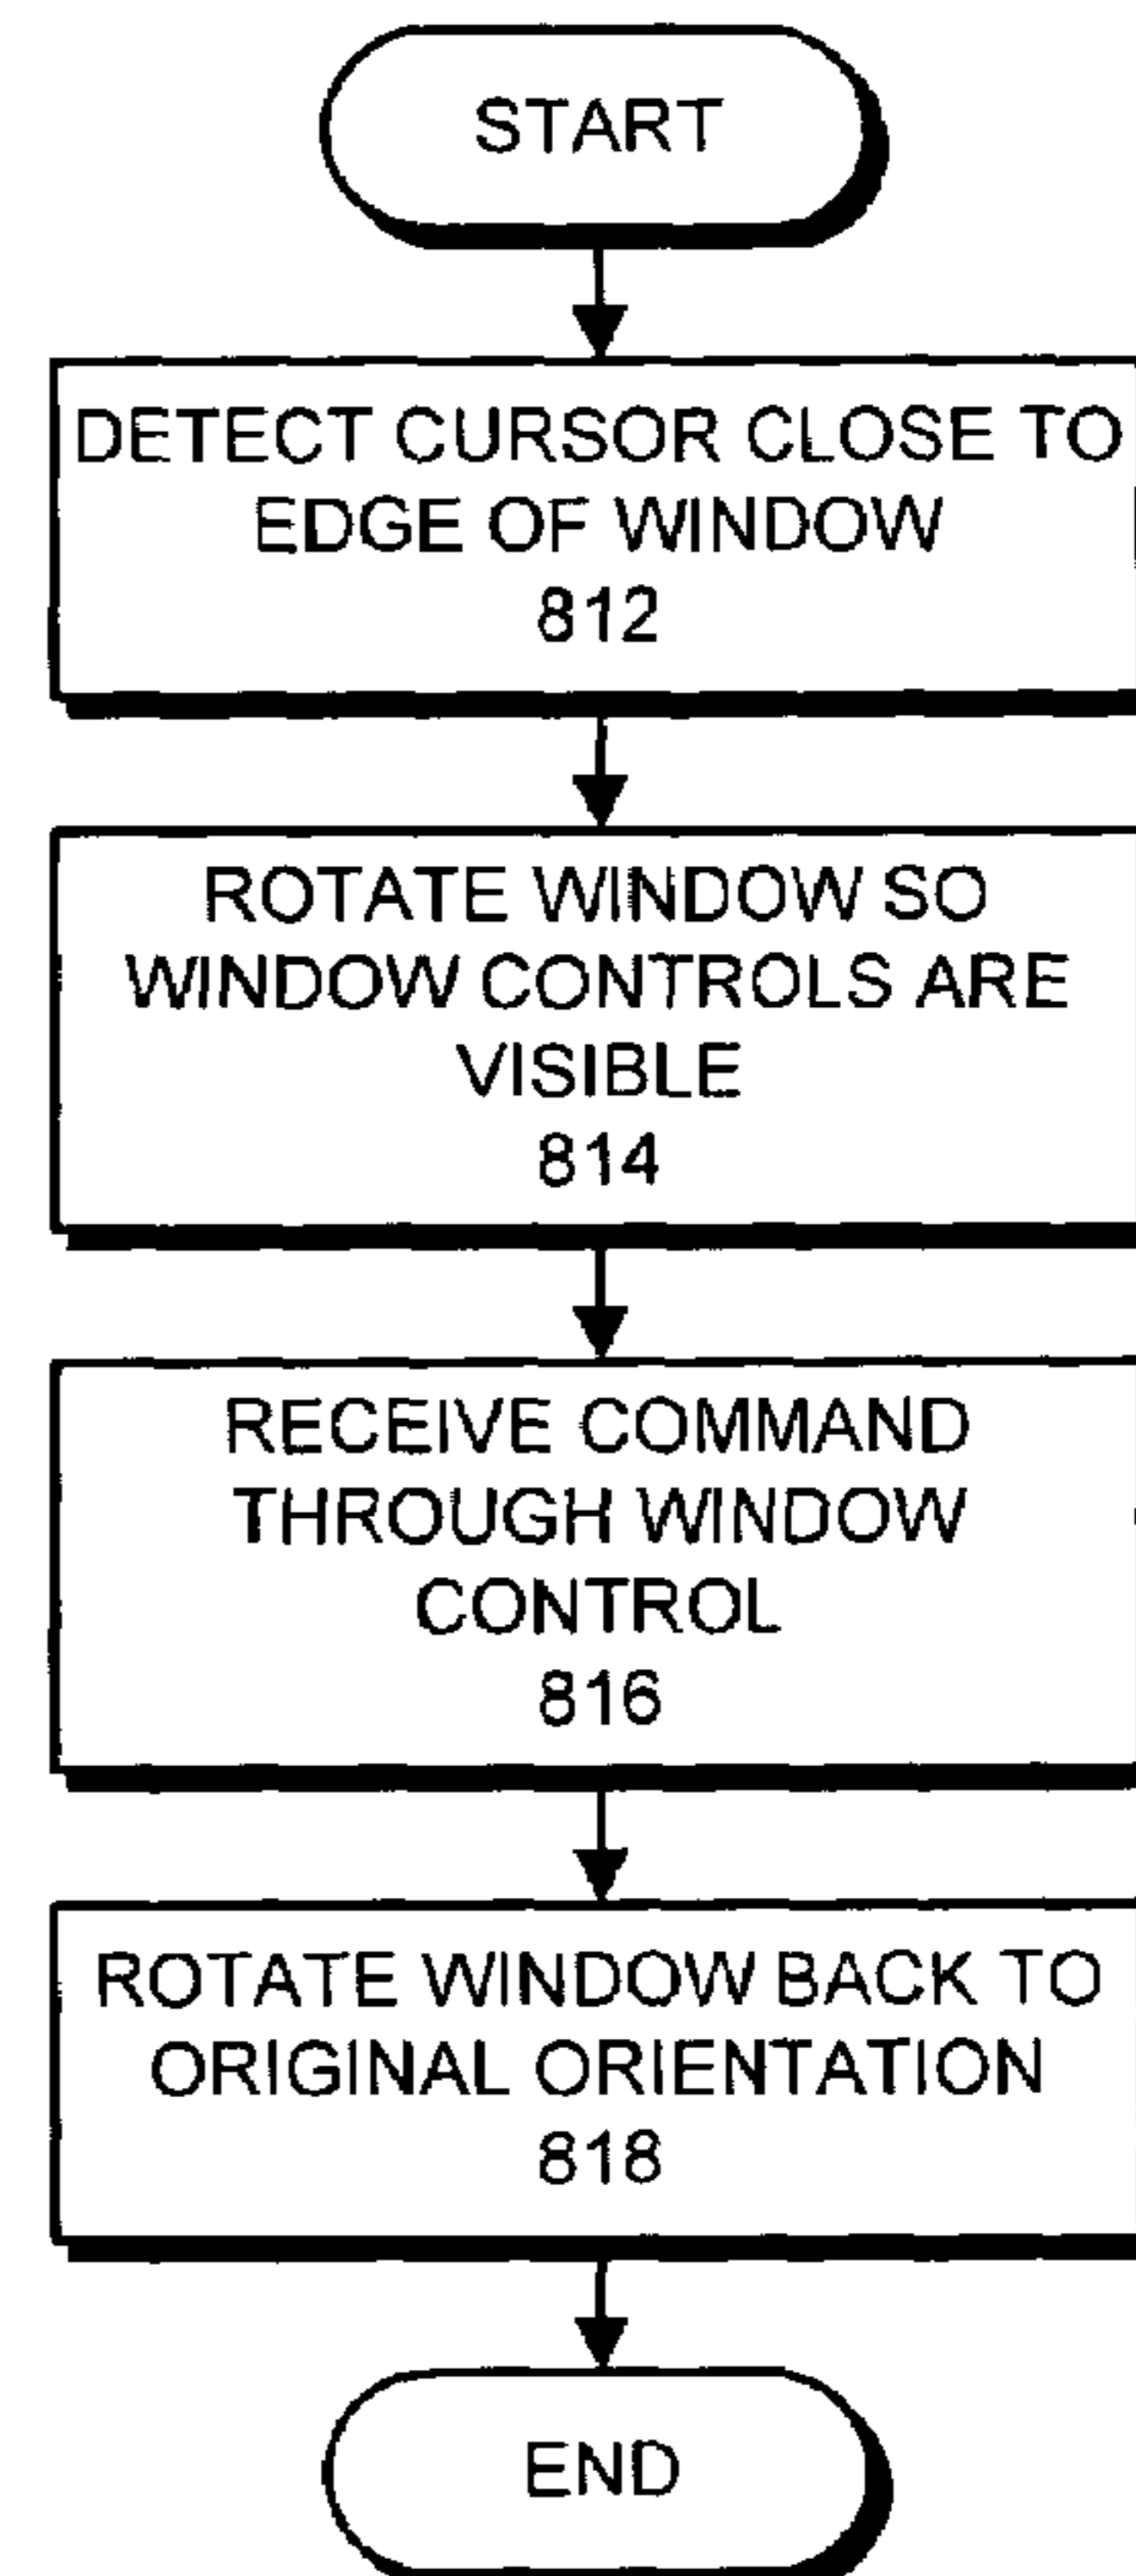 START
DETECT CURSOR CLOSE TO
EDGE OF WINDOW
812
ROTATE WINDOW SO
WINDOW CONTROLS ARE
VISIBLE
814
RECEIVE COMMAND
THROUGH WINDOW
CONTROL
816
ROTATE WINDOW BACK TO
ORIGINAL ORIENTATION
818
END